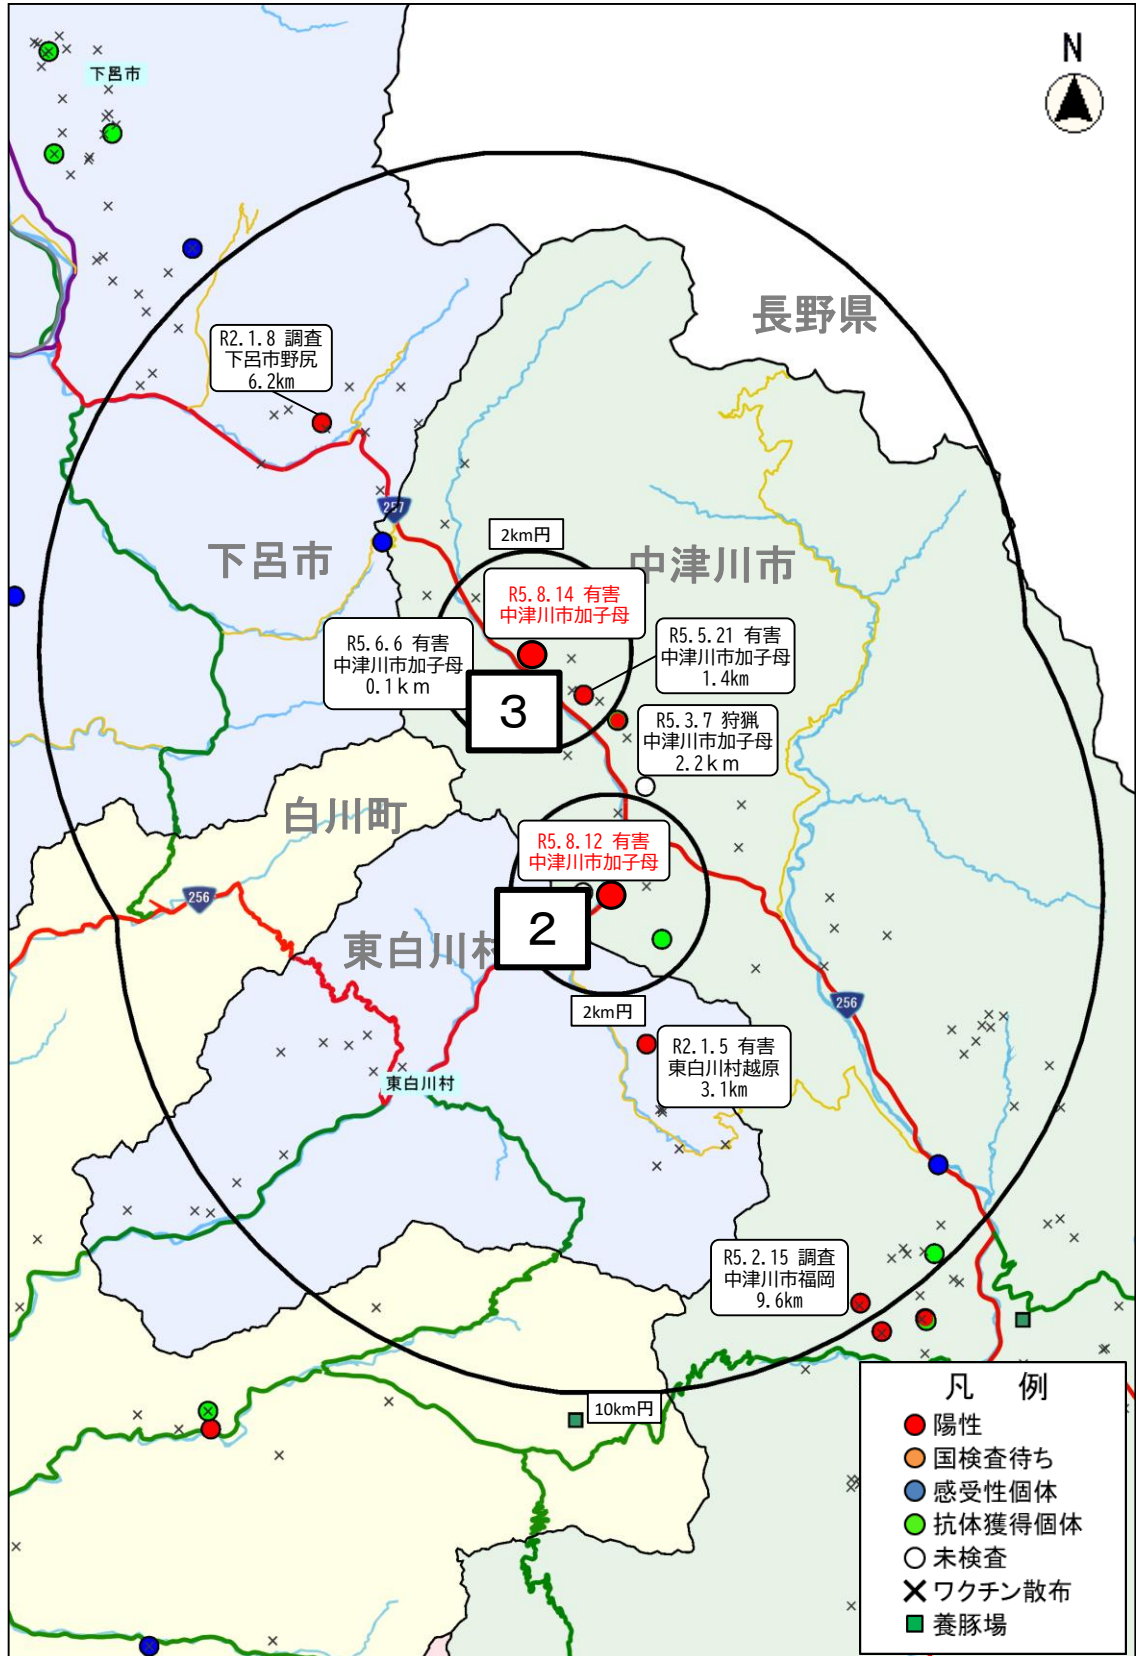 N
下呂市
長野県
R2.1.8 調査
下呂市野尻
6.2km
257
2km円
下呂市
中津川市
R5.8.14 有害
中津川市加子母
R5.6.6 有害
中津川市加子母
0.1km
R5.5.21 有害
中津川市加子母
1.4km
3
R5.3.7 狩猟
中津川市加子母
2.2km
白川町
R5.8.12 有害
中津川市加子母
256
2
東白川村
256
2km円
R2.1.5 有害
東白川村越原
3.1km
東白川村
R5.2.15 調査
中津川市福岡
9.6km
10km円
凡 例
陽性
国検査待ち
感受性個体
抗体獲得個体
未検査
ワクチン散布
養豚場